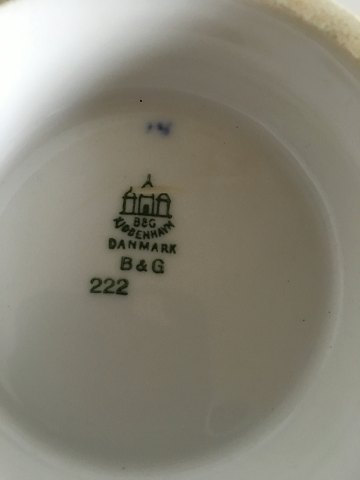 B&G
KJØBENHAVN
DANMARK
B & G
222